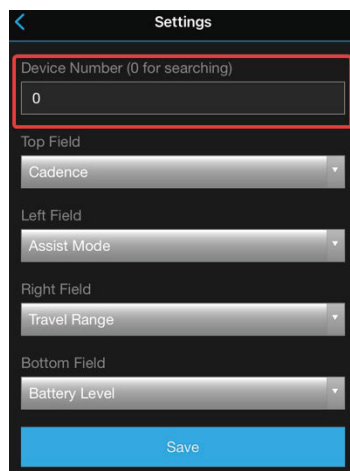 Settings
Device Number (0 for searching)
0
Top Field
Cadence
Left Field
Assist Mode
Right Field
Travel Range
Bottom Field
Battery Level
Save